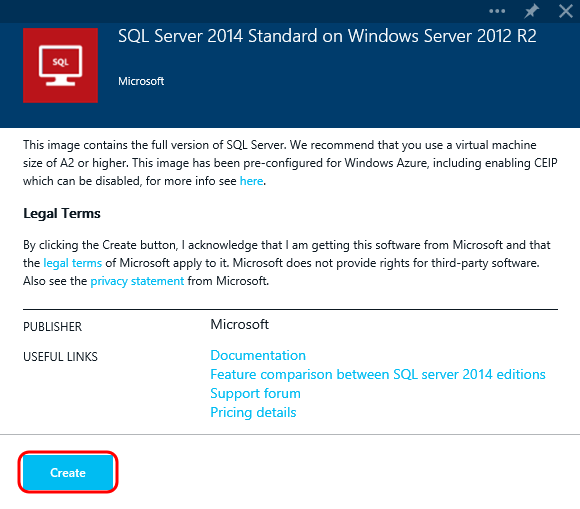 SQL Server 2014 Standard on Windows Server 2012 R2
SQL
Microsoft
This image contains the full version of SQL Server. We recommend that you use a virtual machine
size of A2 or higher. This image has been pre-configured for Windows Azure, including enabling CEIP
which can be disabled, for more info see here.
Legal Terms
By clicking the Create button, I acknowledge that I am getting this software from Microsoft and that
the legal terms of Microsoft apply to it. Microsoft does not provide rights for third-party software.
Also see the privacy statement from Microsoft.
PUBLISHER Microsoft
USEFUL LINKS Documentation
Feature comparison between SQL server 2014 editions
Support forum
Pricing details
Create